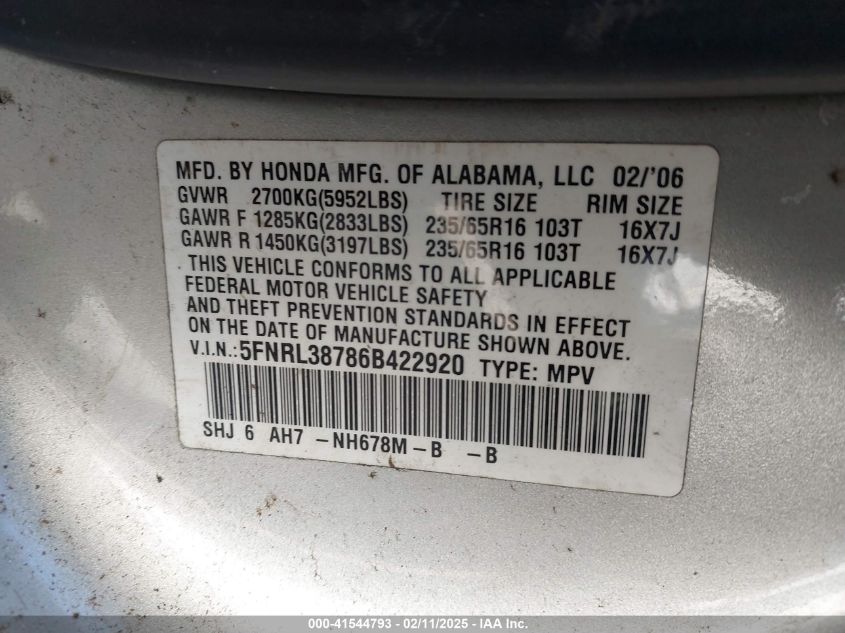 MFD. BY HONDA MFG. OF ALABAMA, LLC 02/'06
GVWR 2700KG(5952LBS) TIRE SIZE RIM SIZE
GAWR F 1285KG(2833LBS) 235/65R16 103T 16X7J
GAWR R 1450KG(3197LBS) 235/65R16 103T 16X7J
THIS VEHICLE CONFORMS TO ALL APPLICABLE
FEDERAL MOTOR VEHICLE SAFETY
AND THEFT PREVENTION STANDARDS IN EFFECT
ON THE DATE OF MANUFACTURE SHOWN ABOVE.
V.I.N.: 5FNRL38786B422920 TYPE: MPV
SHJ 6 AH7 -NH678M-B -B
000-41544793 - 02/11/2025 - IAA Inc.